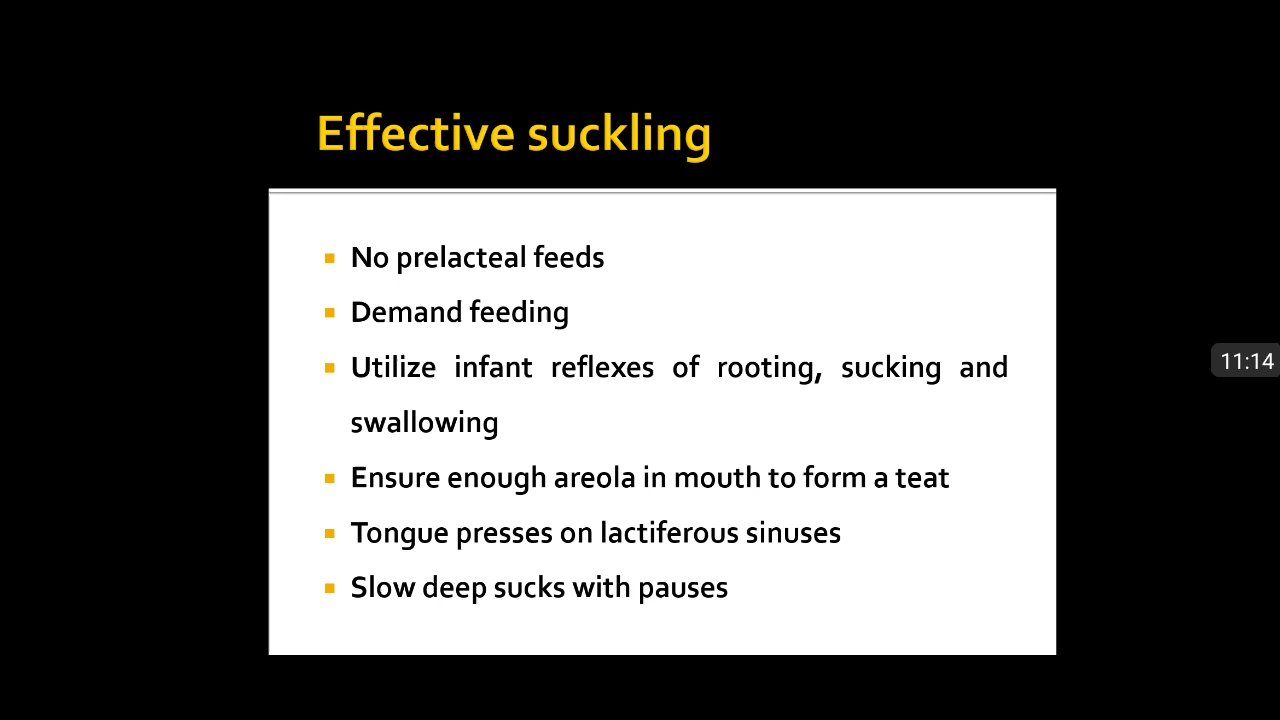 Effective suckling
No prelacteal feeds
Demand feeding
Utilize infant reflexes of rooting, sucking and
swallowing
Ensure enough areola in mouth to form a teat
Tongue presses on lactiferous sinuses
Slow deep sucks with pauses
11:14